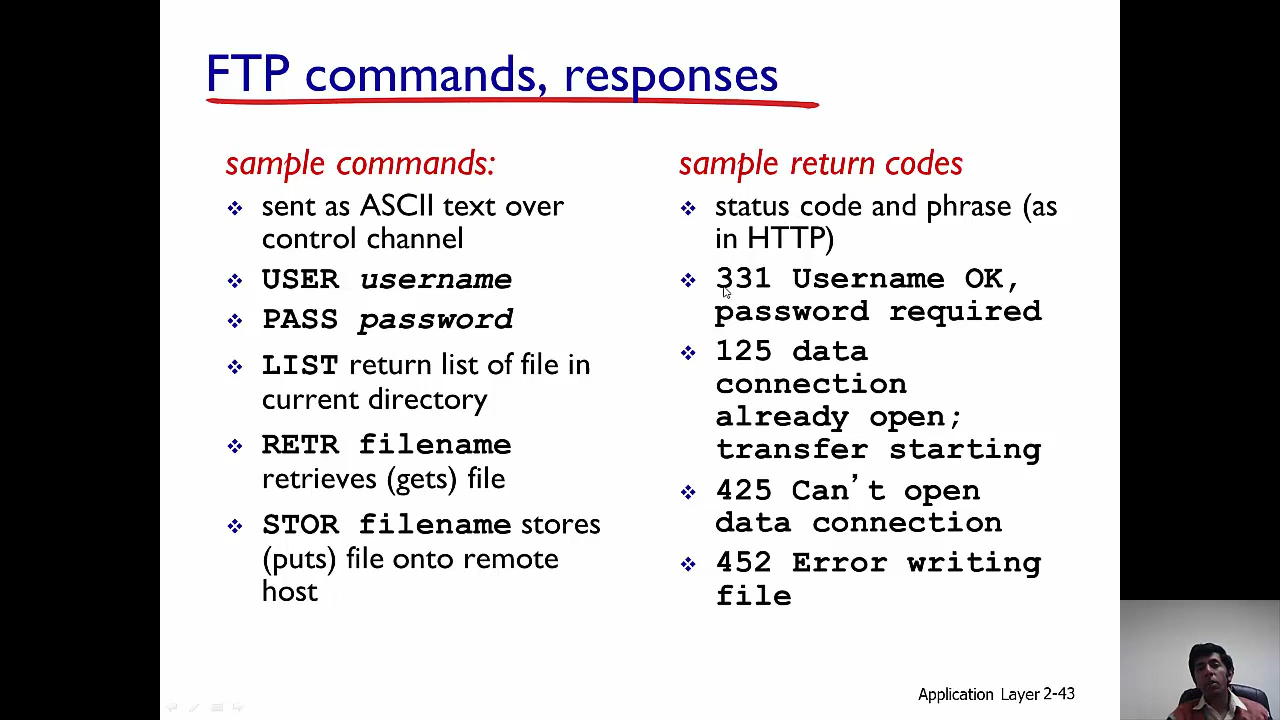 FTP commands, responses
sample commands:
❖ sent as ASCII text over
control channel
❖ USER username
❖ PASS password
❖ LIST return list of file in
current directory
❖ RETR filename
retrieves (gets) file
❖ STOR filename stores
(puts) file onto remote
host
sample return codes
❖ status code and phrase (as
in HTTP)
❖ 331 Username OK,
password required
❖ 125 data
connection
already open;
transfer starting
❖ 425 Can’t open
data connection
❖ 452 Error writing
file
Application Layer 2-43